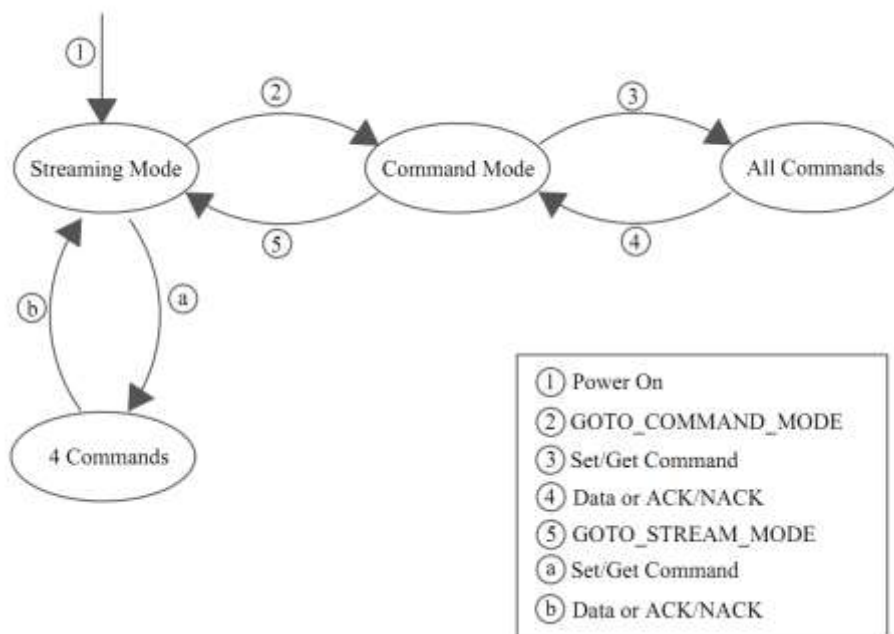 ①
②
③
Streaming Mode
Command Mode
All Commands
⑤
④
ⓑ
ⓐ
4 Commands
① Power On
② GOTO_COMMAND_MODE
③ Set/Get Command
④ Data or ACK/NACK
⑤ GOTO_STREAM_MODE
ⓐ Set/Get Command
ⓑ Data or ACK/NACK